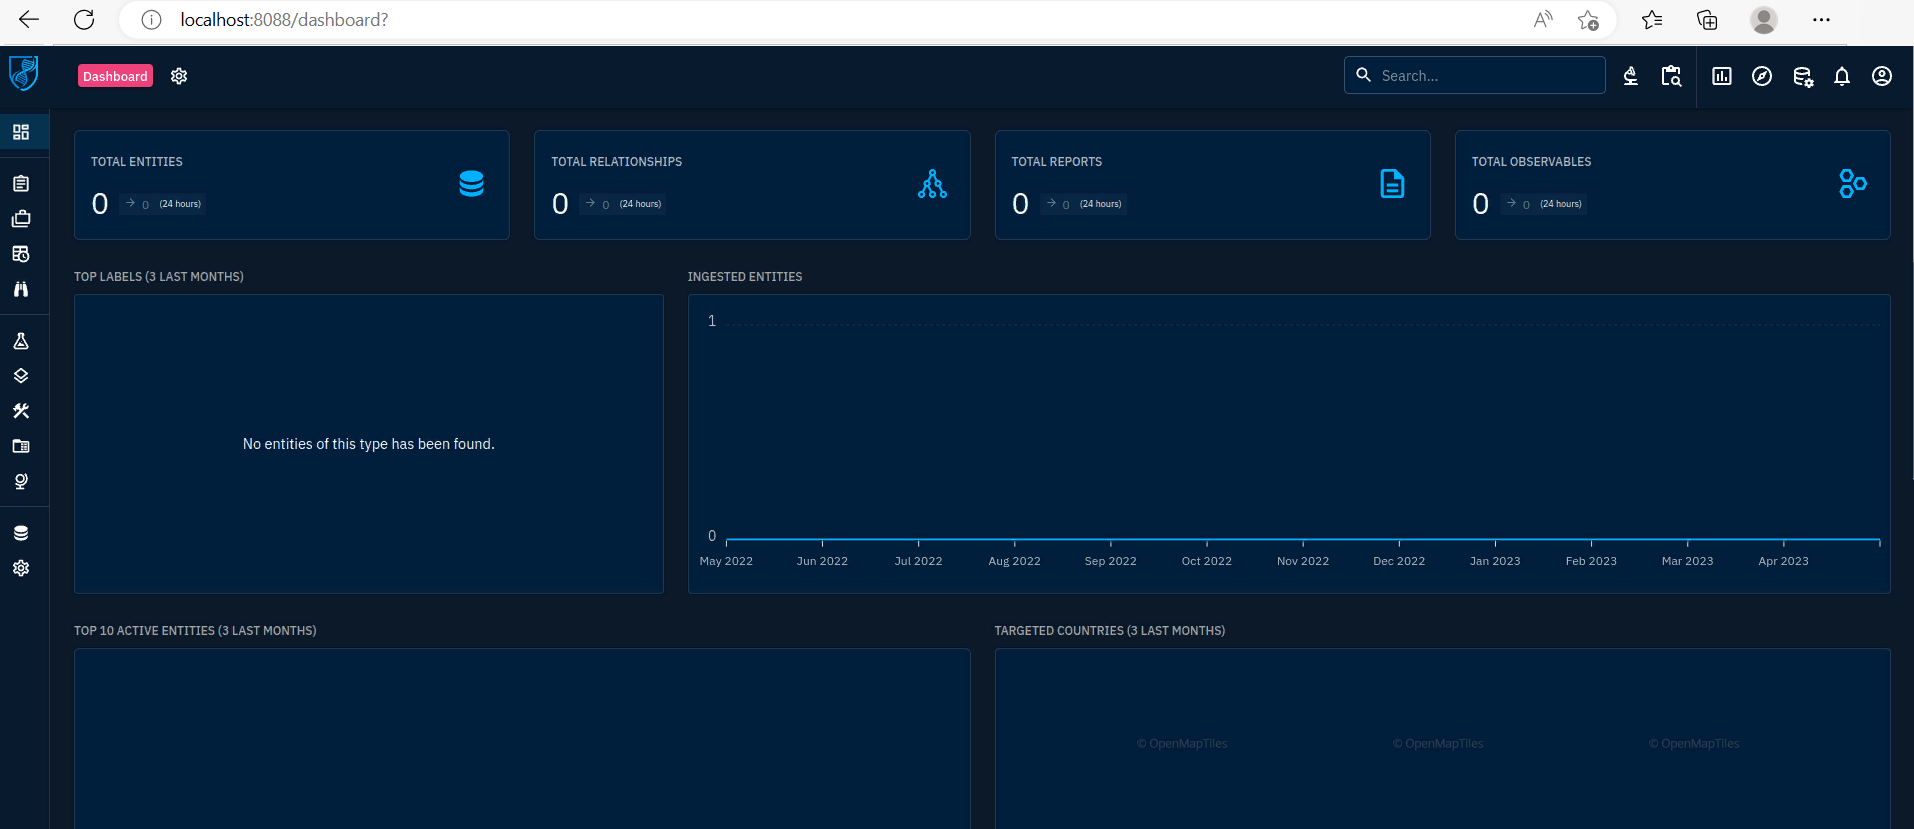 localhost:8088/dashboard?
Dashboard
Search...
TOTAL ENTITIES
0 0 (24 hours)
TOTAL RELATIONSHIPS
0 0 (24 hours)
TOTAL REPORTS
0 0 (24 hours)
TOTAL OBSERVABLES
0 0 (24 hours)
TOP LABELS (3 LAST MONTHS)
No entities of this type has been found.
INGESTED ENTITIES
1
0
May 2022 Jun 2022 Jul 2022 Aug 2022 Sep 2022 Oct 2022 Nov 2022 Dec 2022 Jan 2023 Feb 2023 Mar 2023 Apr 2023
TOP 10 ACTIVE ENTITIES (3 LAST MONTHS)
TARGETED COUNTRIES (3 LAST MONTHS)
© OpenMapTiles © OpenMapTiles © OpenMapTiles